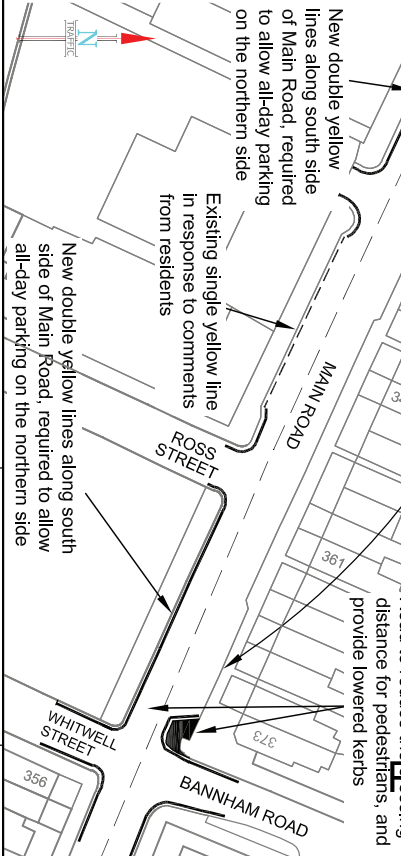 New double yellow
lines along south side
of Main Road, required
to allow all-day parking
on the northern side
N
TRAFFIC
Existing single yellow line
in response to comments
from residents
New double yellow lines along south
side of Main Road, required to allow
all-day parking on the northern side
MAIN ROAD
ROSS
STREET
361
distance for pedestrians, and
provide lowered kerbs
373
WHITWELL
STREET
BANNHAM ROAD
356